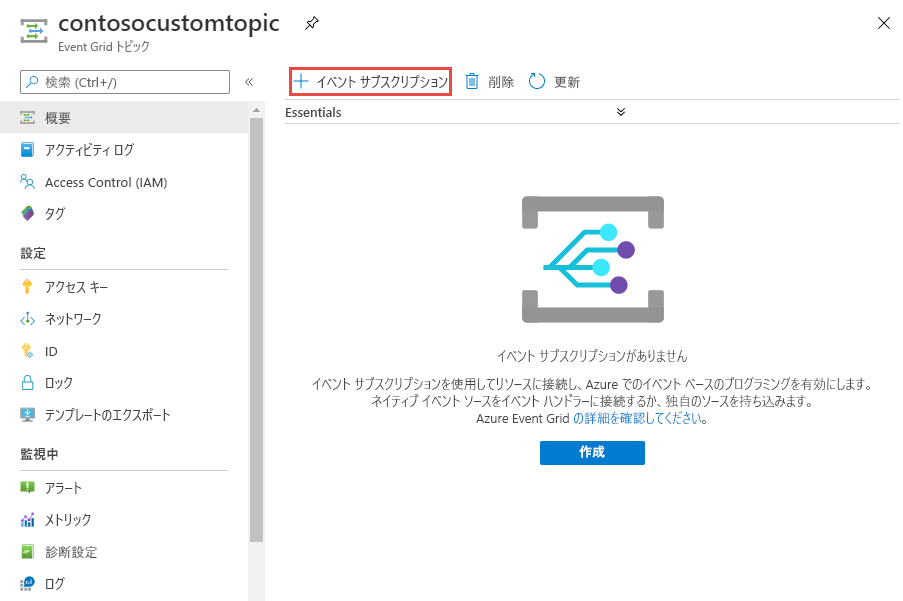 contosocustomtopic
Event Grid トピック
検索 (Ctrl+/)
概要
アクティビティ ログ
Access Control (IAM)
タグ
設定
アクセス キー
ネットワーク
ID
ロック
テンプレートのエクスポート
監視中
アラート
メトリック
診断設定
ログ
イベント サブスクリプション
削除
更新
Essentials
イベント サブスクリプションがありません
イベント サブスクリプションを使用してリソースに接続し、Azure でのイベント ベースのプログラミングを有効にします。
ネイティブ イベント ソースをイベント ハンドラーに接続するか、独自のソースを持ち込みます。
Azure Event Grid の詳細を確認してください。
作成